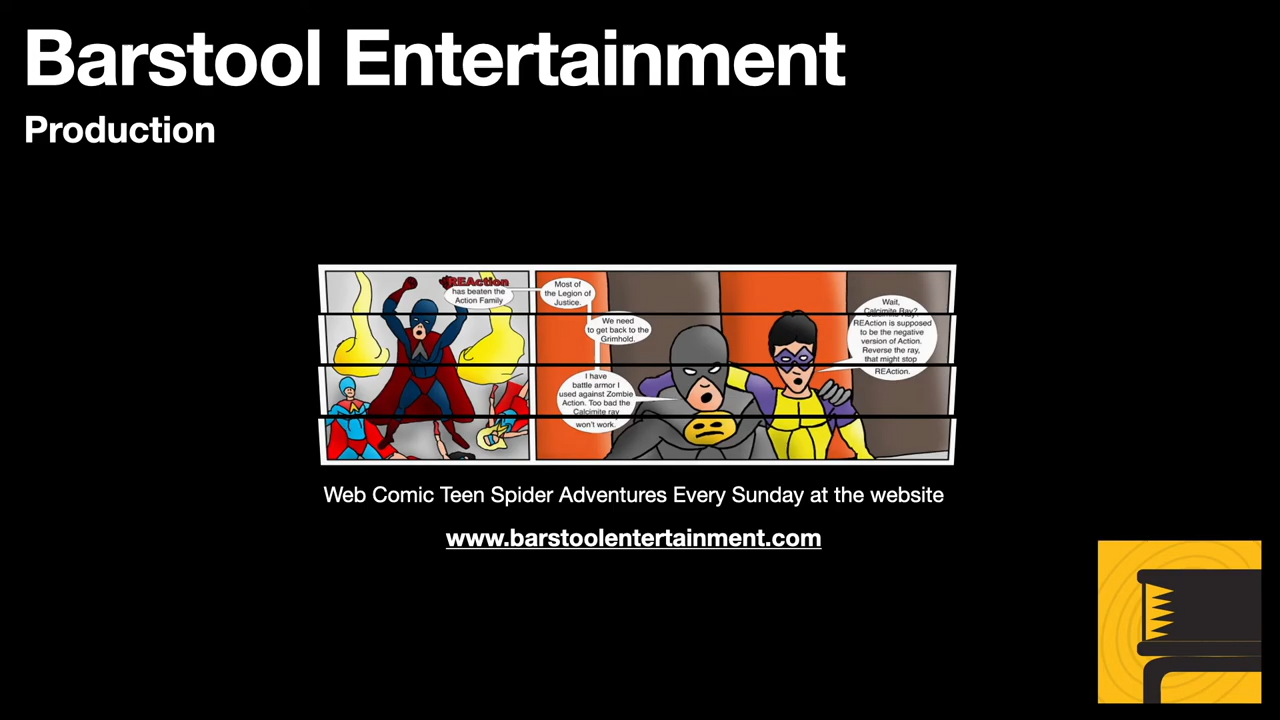 Barstool Entertainment
Production
REAction
has beaten the
Action Family
Most of
the Legion of
Justice.
We need
to get back to the
Grimhold.
I have
battle armor I
used against Zombie
Action. Too bad the
Calcimite ray
won't work.
Wait,
Calcimite Ray?
REAction is supposed
to be the negative
version of Action.
Reverse the ray,
that might stop
REAction.
Web Comic Teen Spider Adventures Every Sunday at the website
www.barstoolentertainment.com